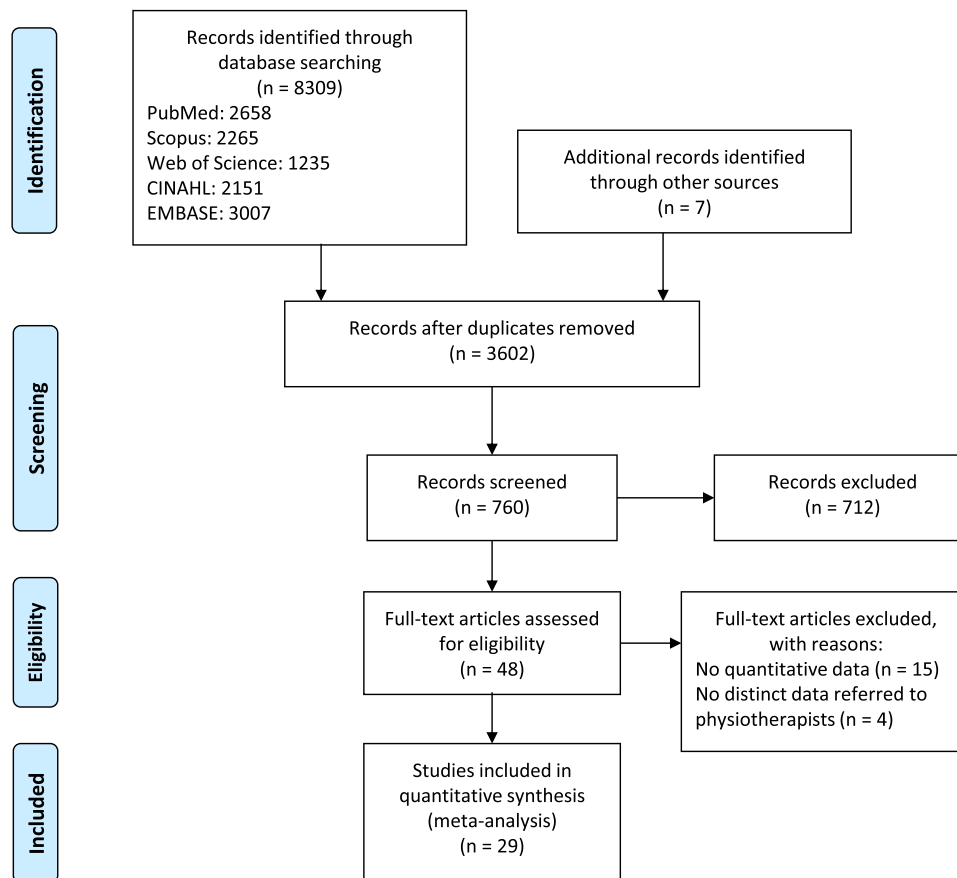 Identification
Records identified through
database searching
(n = 8309)
PubMed: 2658
Scopus: 2265
Web of Science: 1235
CINAHL: 2151
EMBASE: 3007
Additional records identified
through other sources
(n = 7)
Screening
Records after duplicates removed
(n = 3602)
Records screened
(n = 760)
Records excluded
(n = 712)
Eligibility
Full-text articles assessed
for eligibility
(n = 48)
Full-text articles excluded,
with reasons:
No quantitative data (n = 15)
No distinct data referred to
physiotherapists (n = 4)
Included
Studies included in
quantitative synthesis
(meta-analysis)
(n = 29)